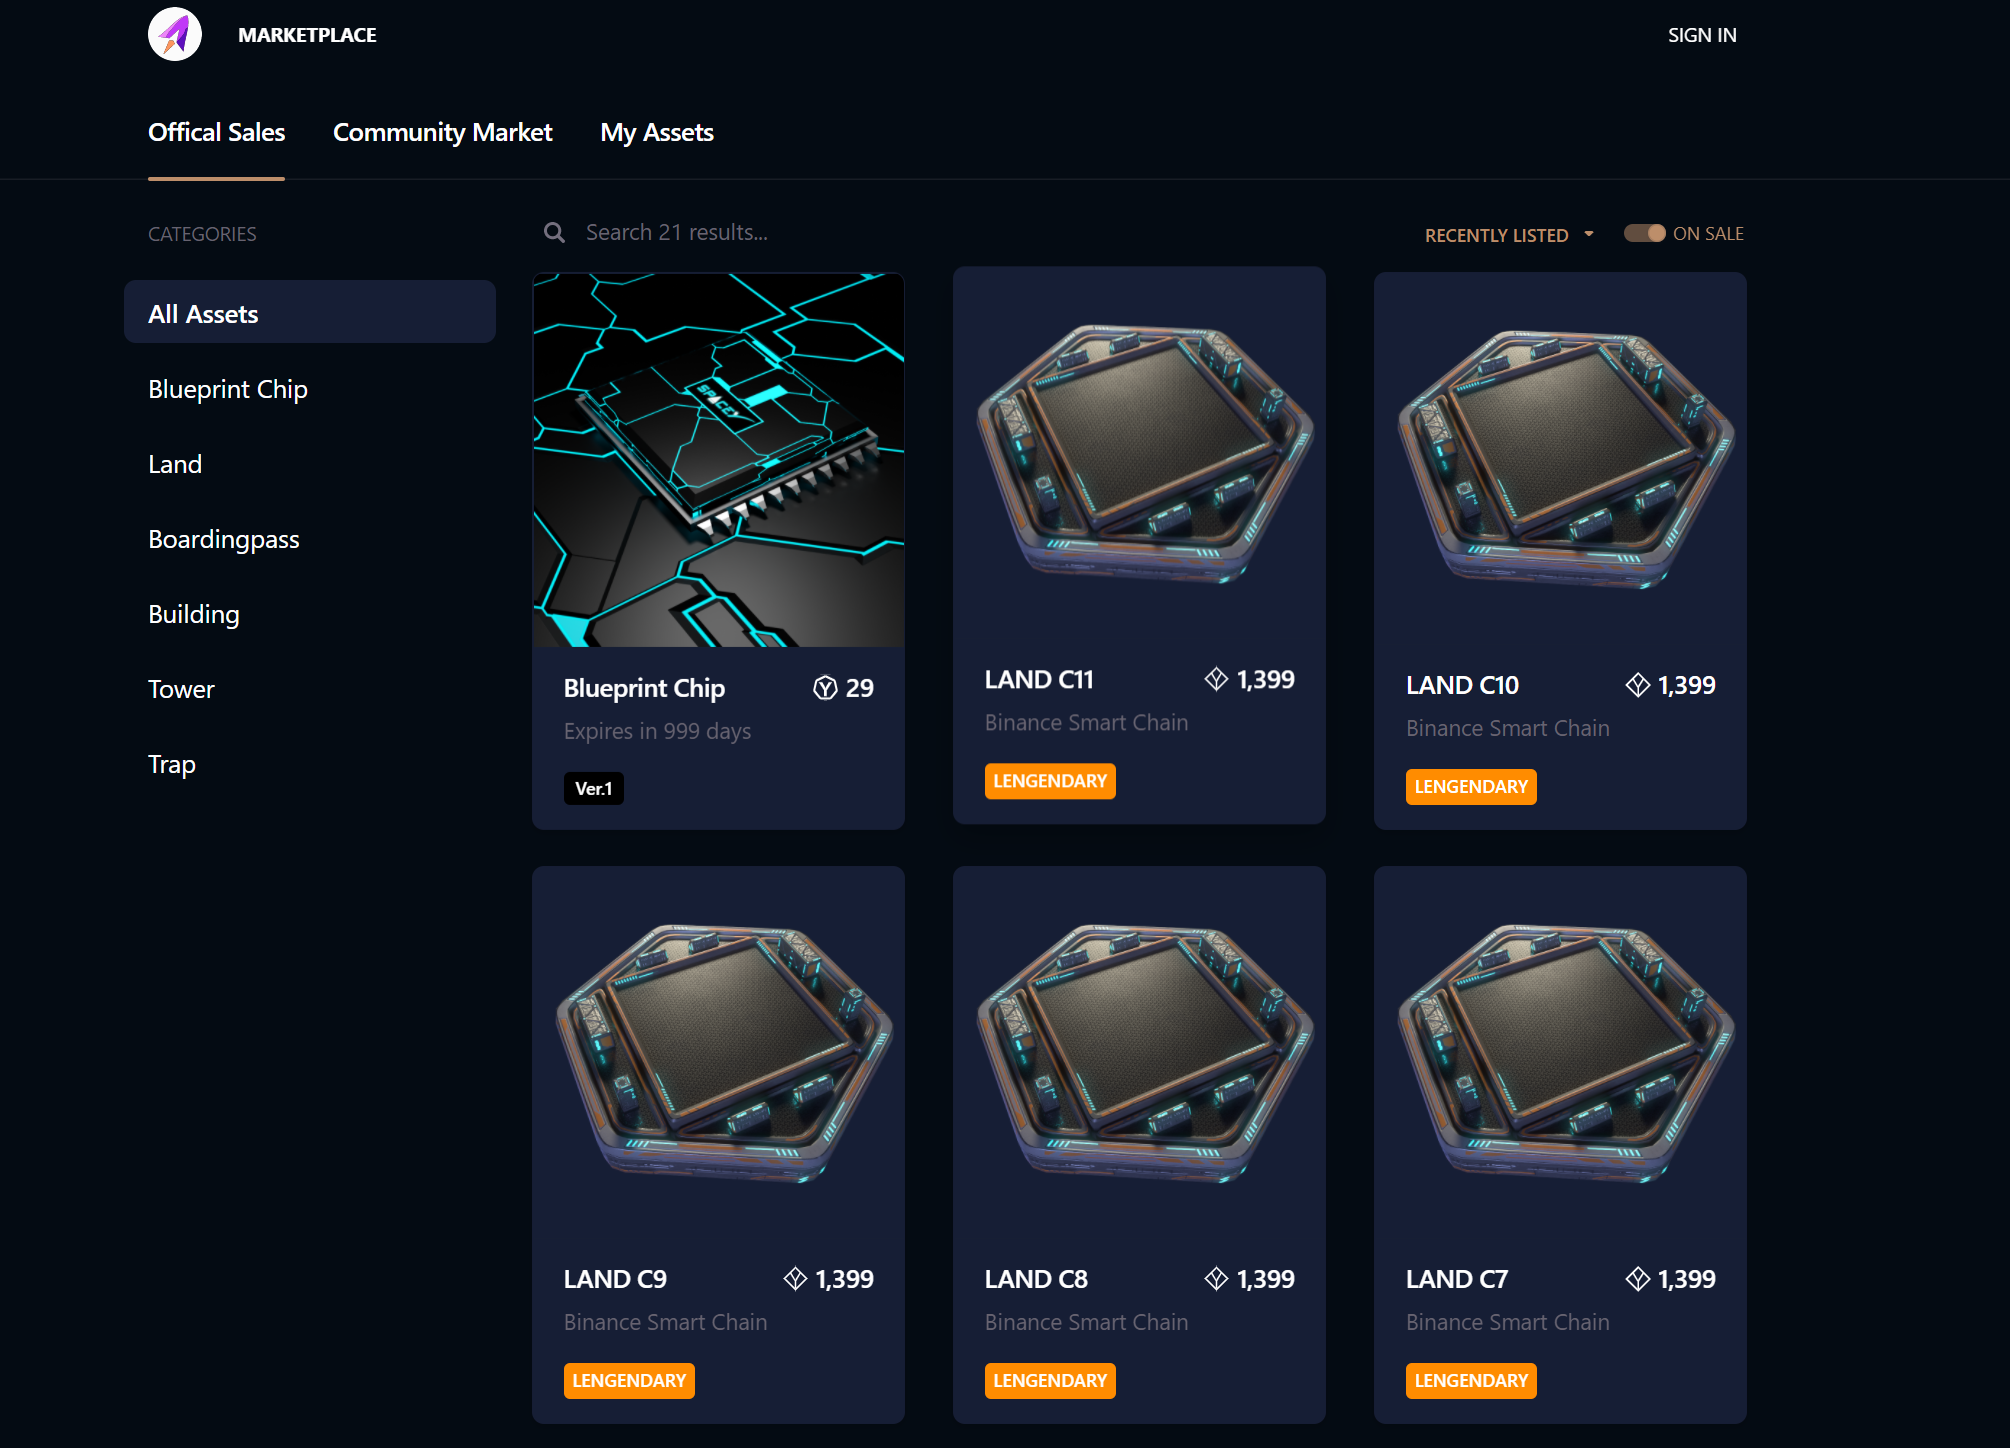 MARKETPLACE
SIGN IN
Offical Sales
Community Market
My Assets
CATEGORIES
Search 21 results...
RECENTLY LISTED
ON SALE
All Assets
Blueprint Chip
Land
Boardingpass
Building
Tower
Trap
SPACEY
Blueprint Chip
29
Expires in 999 days
Ver.1
LAND C11
1,399
Binance Smart Chain
LENGENDARY
LAND C10
1,399
Binance Smart Chain
LENGENDARY
LAND C9
1,399
Binance Smart Chain
LENGENDARY
LAND C8
1,399
Binance Smart Chain
LENGENDARY
LAND C7
1,399
Binance Smart Chain
LENGENDARY